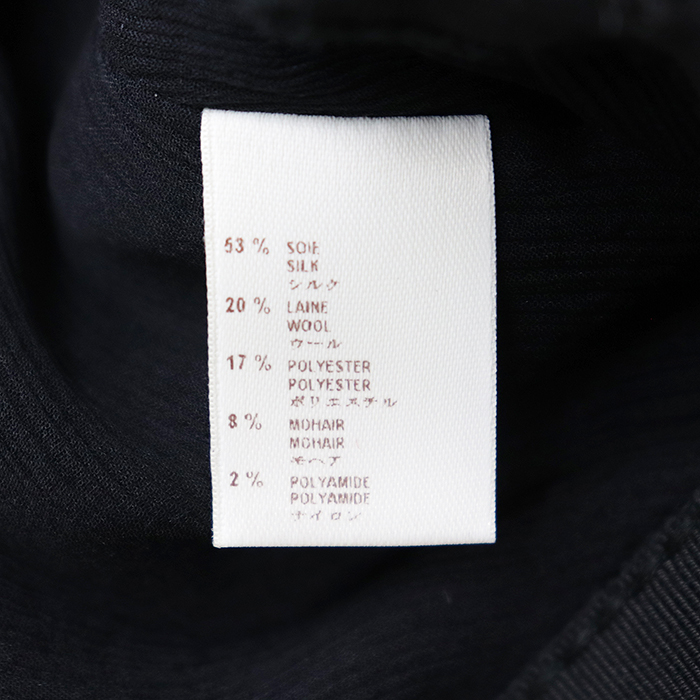 53 % SOIE
SILK
シルク
20 % LAINE
WOOL
ウール
17 % POLYESTER
POLYESTER
ポリエステル
8 % MOHAIR
MOHAIR
モヘア
2 % POLYAMIDE
POLYAMIDE
ナイロン